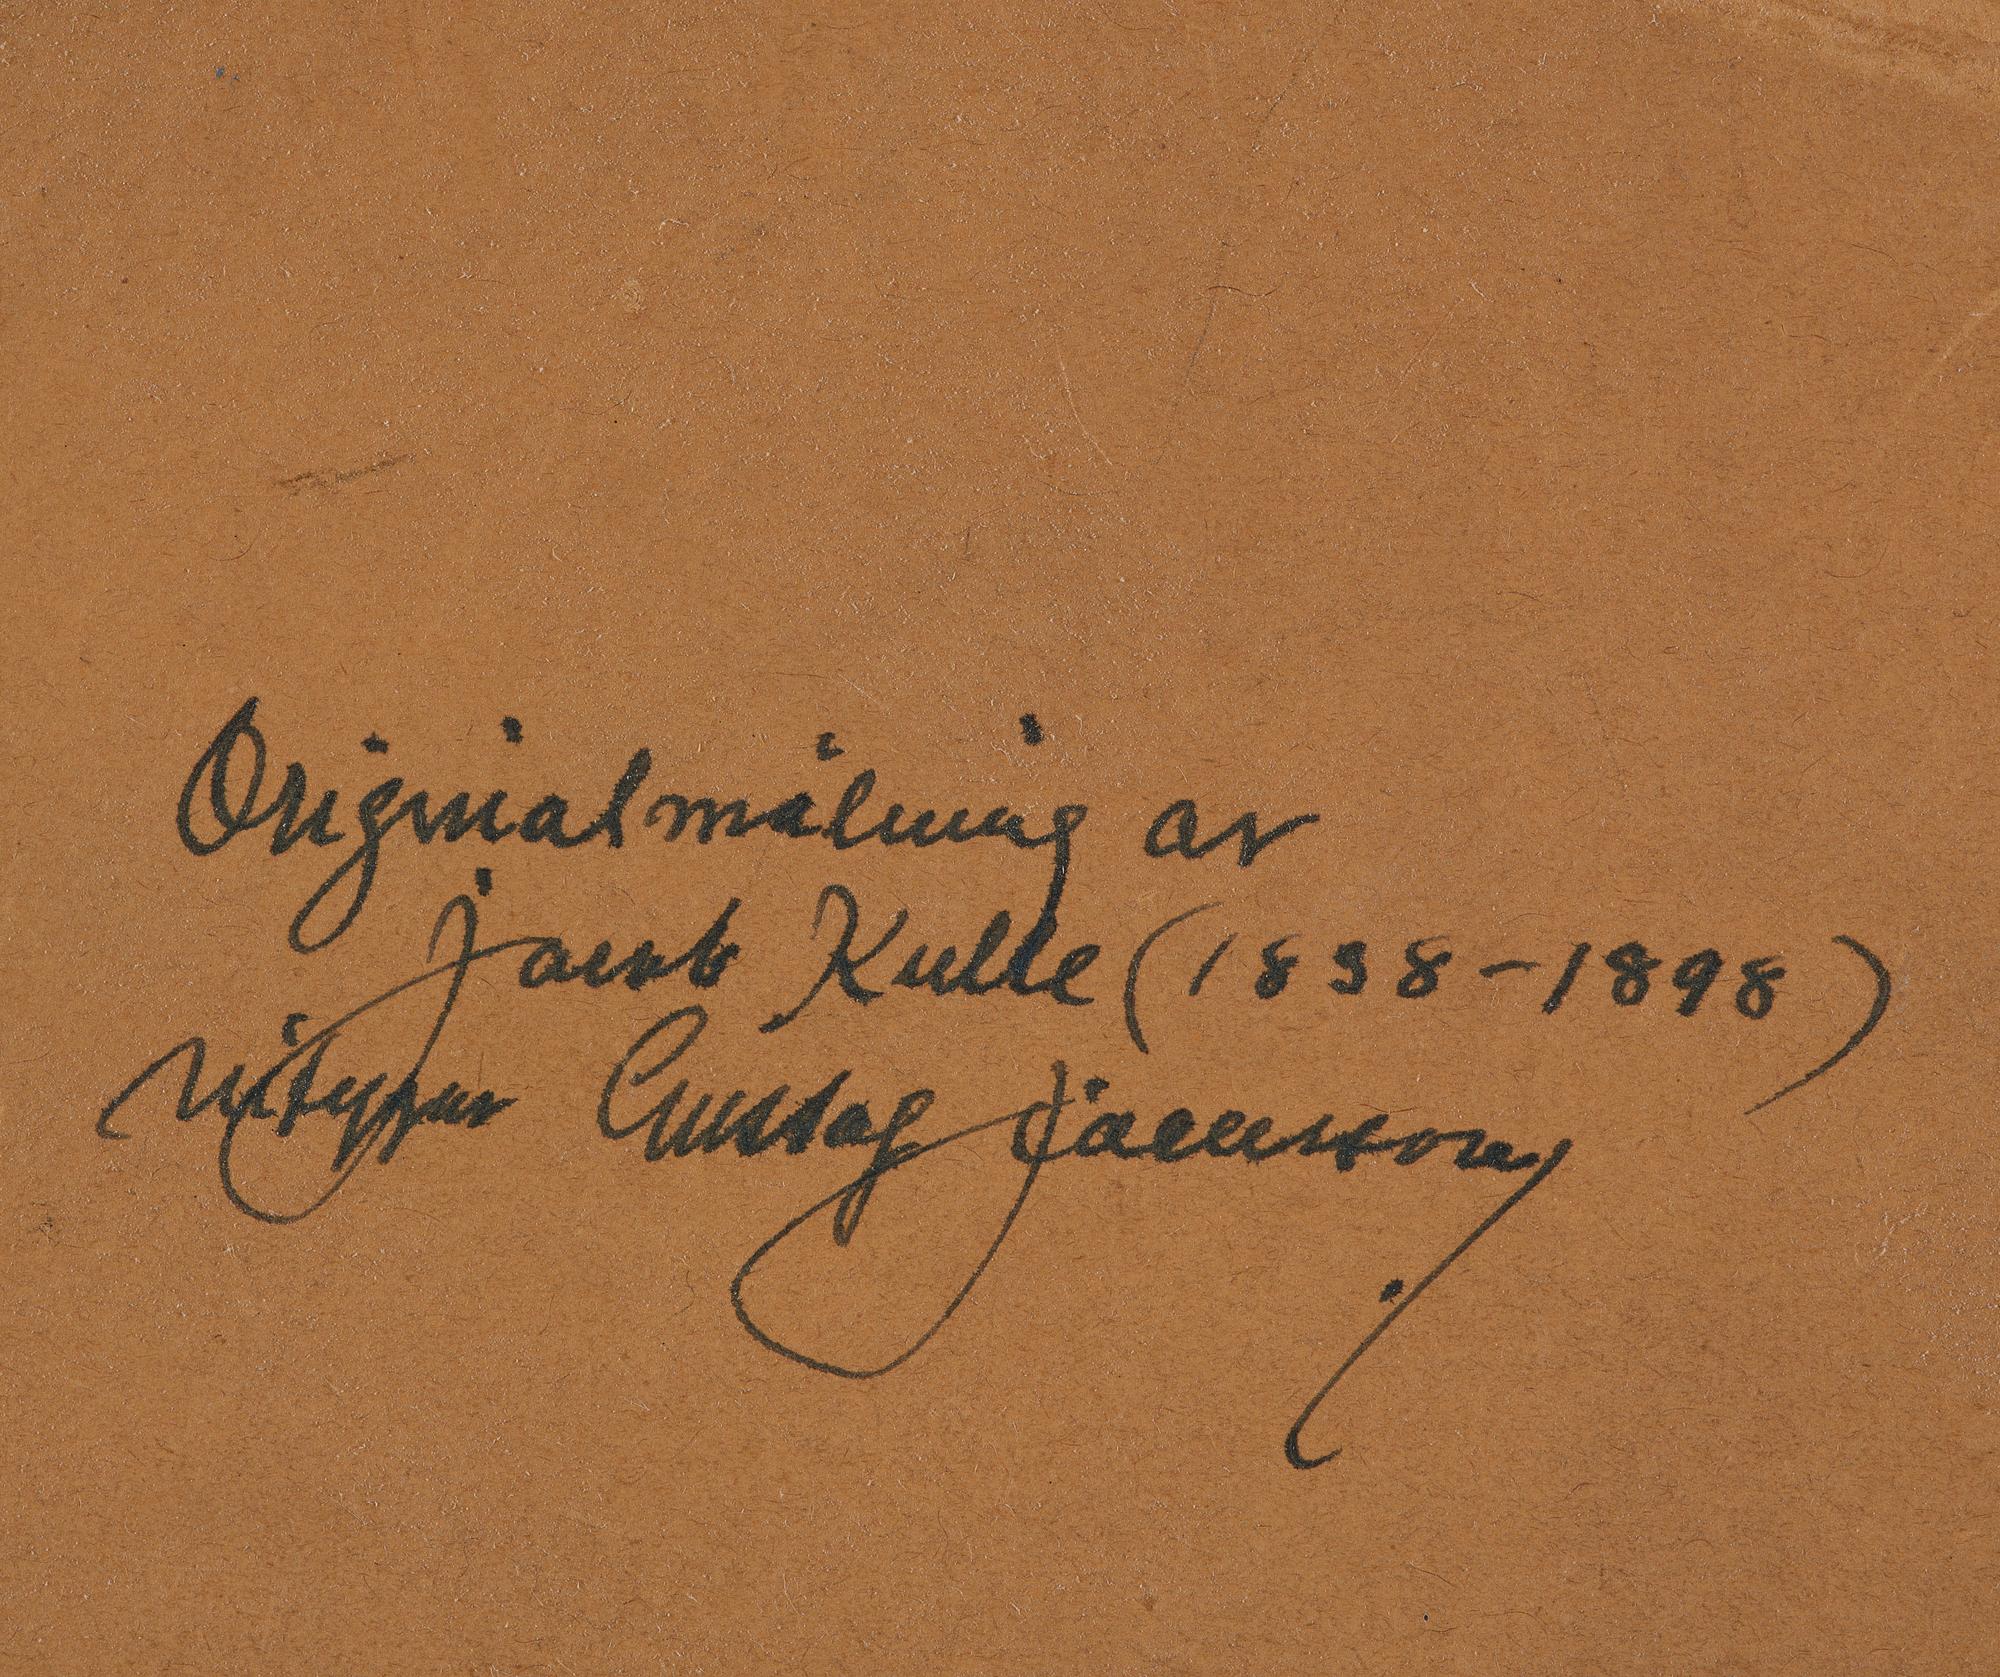 Originalmålning av
Jacob Kulle (1838-1898)
intygar Gustaf Jacobsson